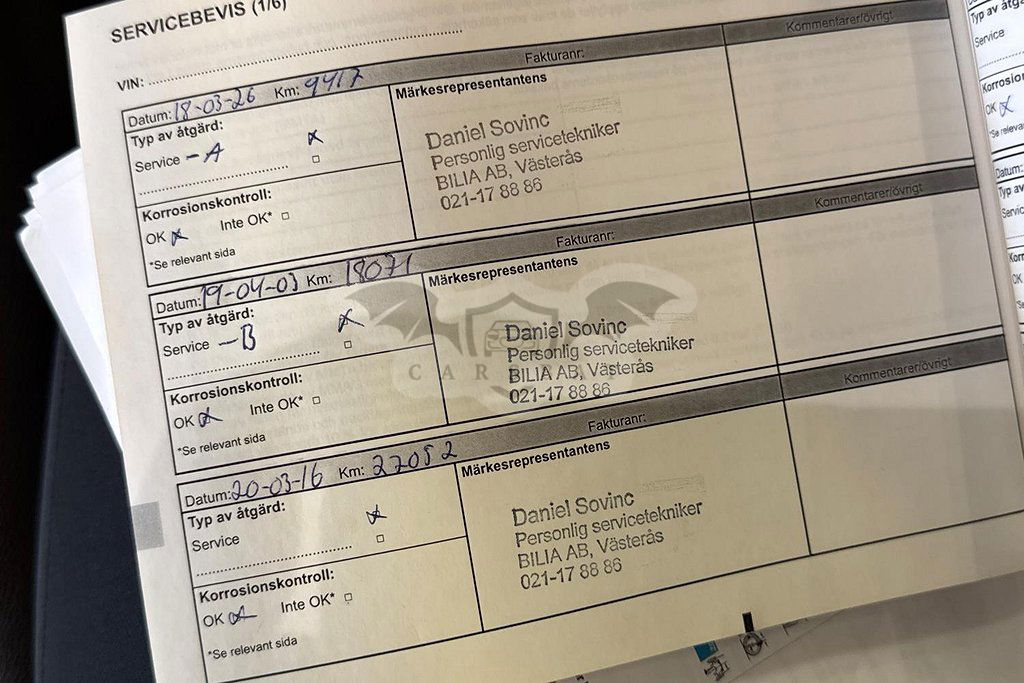 SERVICEBEVIS (1/6)
VIN:
Datum: 18-03-26 Km: 9417
Fakturanr:
Kommentarer/övrigt
Typ av åtgärd:
Service - A
Märkesrepresentantens
Daniel Sovinc
Personlig servicetekniker
BILIA AB, Västerås
021-17 88 86
Korrosionskontroll:
OK Inte OK*
*Se relevant sida
Datum: 19-04-03 Km: 18071
Fakturanr:
Kommentarer/övrigt
Typ av åtgärd:
Service - B
Märkesrepresentantens
Daniel Sovinc
Personlig servicetekniker
BILIA AB, Västerås
021-17 88 86
Korrosionskontroll:
OK Inte OK*
*Se relevant sida
Datum: 20-03-16 Km: 27052
Fakturanr:
Kommentarer/övrigt
Typ av åtgärd:
Service
Märkesrepresentantens
Daniel Sovinc
Personlig servicetekniker
BILIA AB, Västerås
021-17 88 86
Korrosionskontroll:
OK Inte OK*
*Se relevant sida
Service
OK